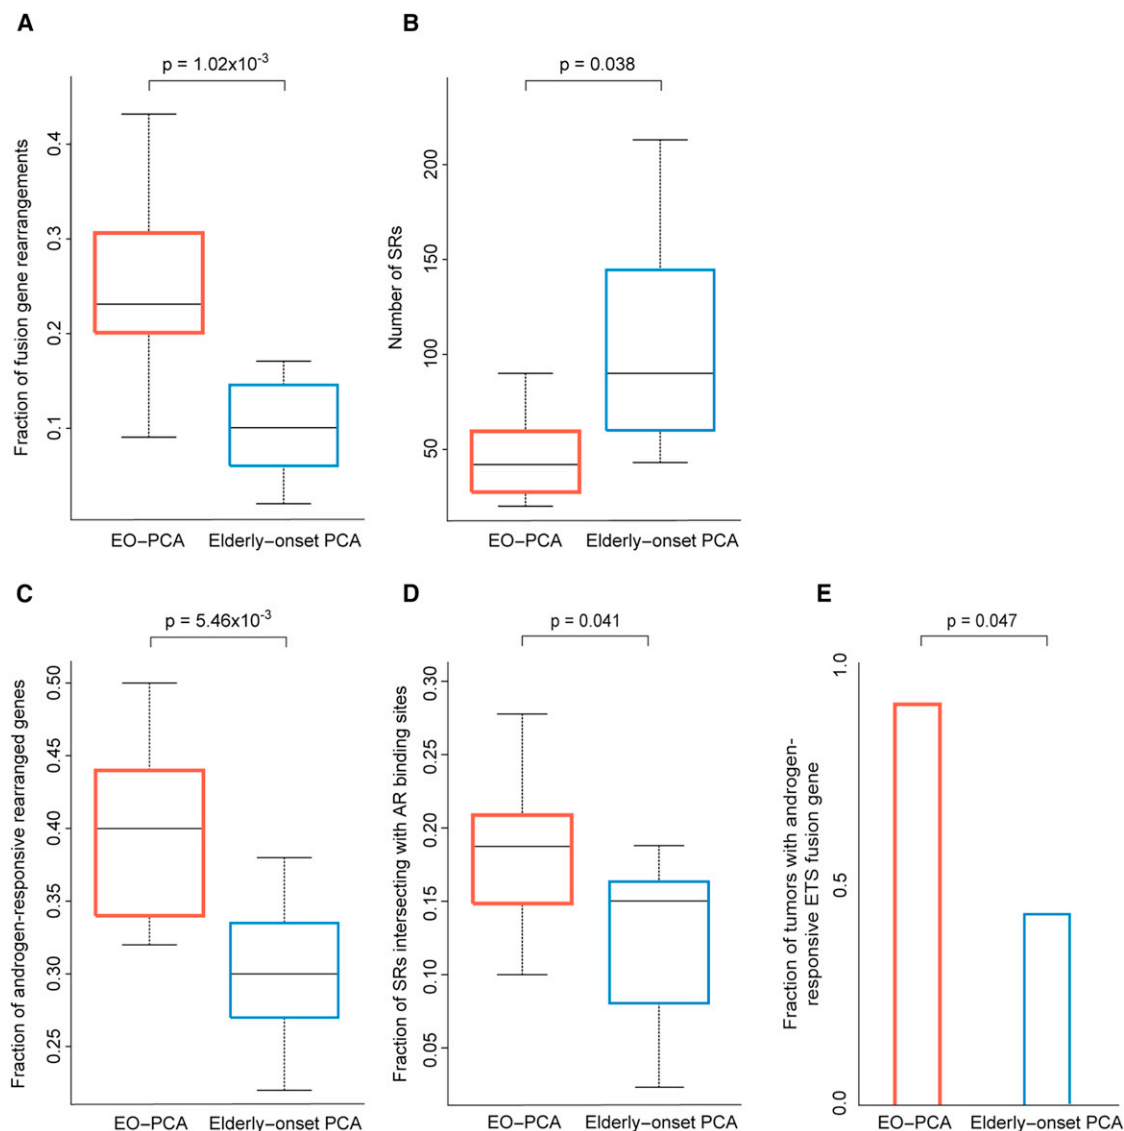 A
p = 1.02x10-3
Fraction of fusion gene rearrangements
0.4
0.3
0.2
0.1
EO–PCA Elderly–onset PCA
B
p = 0.038
Number of SRs
200
150
100
50
EO–PCA Elderly–onset PCA
C
p = 5.46x10-3
Fraction of androgen-responsive rearranged genes
0.50
0.45
0.40
0.35
0.30
0.25
EO–PCA Elderly–onset PCA
D
p = 0.041
Fraction of SRs intersecting with AR binding sites
0.30
0.25
0.20
0.15
0.10
0.05
EO–PCA Elderly–onset PCA
E
p = 0.047
Fraction of tumors with androgen-
responsive ETS fusion gene
1.0
0.5
0.0
EO–PCA Elderly–onset PCA